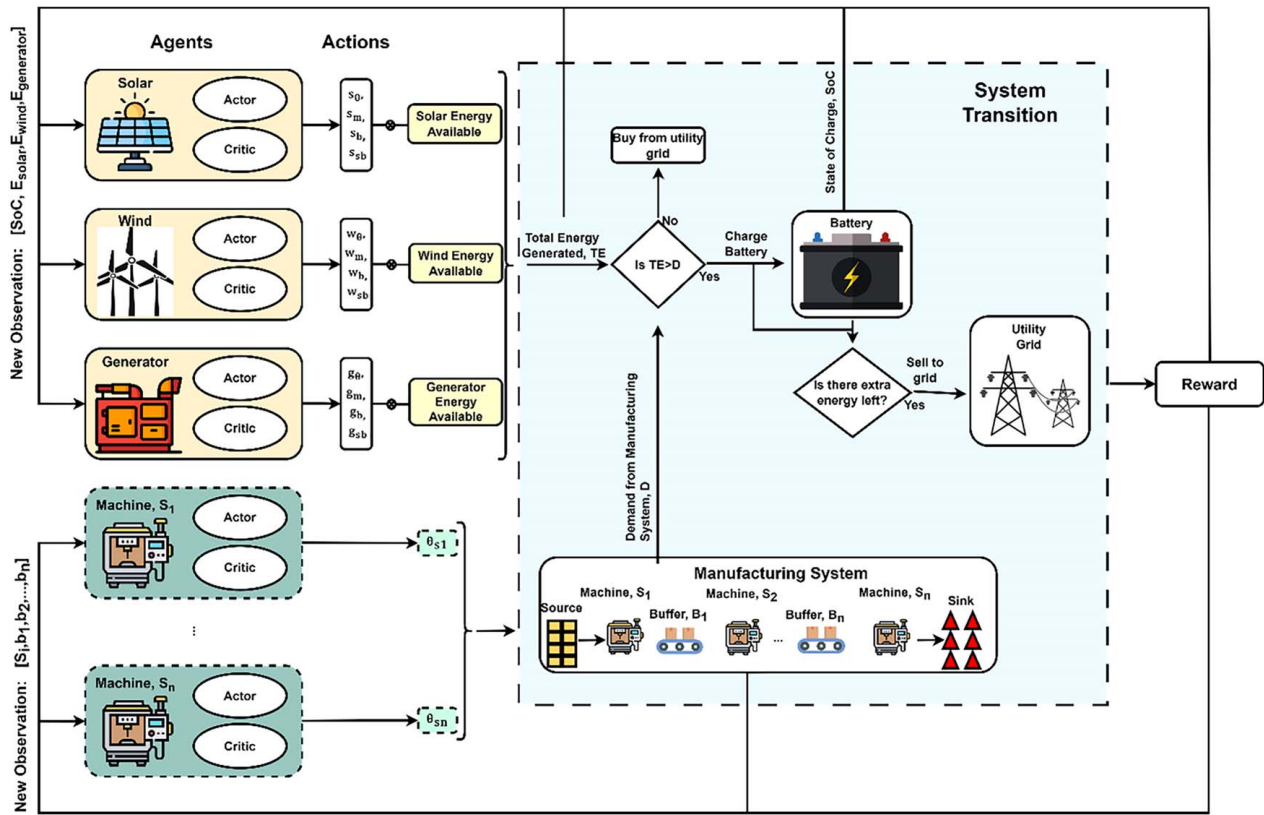 New Observation: [SoC, E_solar,E_wind,E_generator]
Agents
Actions
Solar
Actor
Critic
s_0,
s_m,
s_b,
s_sb
Solar Energy
Available
Wind
Actor
Critic
w_θ,
w_m,
w_b,
w_sb
Wind Energy
Available
Generator
Actor
Critic
g_θ,
g_m,
g_b,
g_sb
Generator
Energy
Available
System
Transition
Total Energy
Generated, TE
Buy from utility
grid
No
Is TE>D
Yes
Charge
Battery
State of Charge, SoC
Battery
Is there extra
energy left?
Sell to
grid
Yes
Utility
Grid
Reward
Demand from Manufacturing
System, D
New Observation: [S_i,b_1,b_2,...,b_n]
Machine, S_1
Actor
Critic
θ_s1
⋮
Machine, S_n
Actor
Critic
θ_sn
Manufacturing System
Source
Machine, S_1
Buffer, B_1
Machine, S_2
...
Buffer, B_n
Machine, S_n
Sink